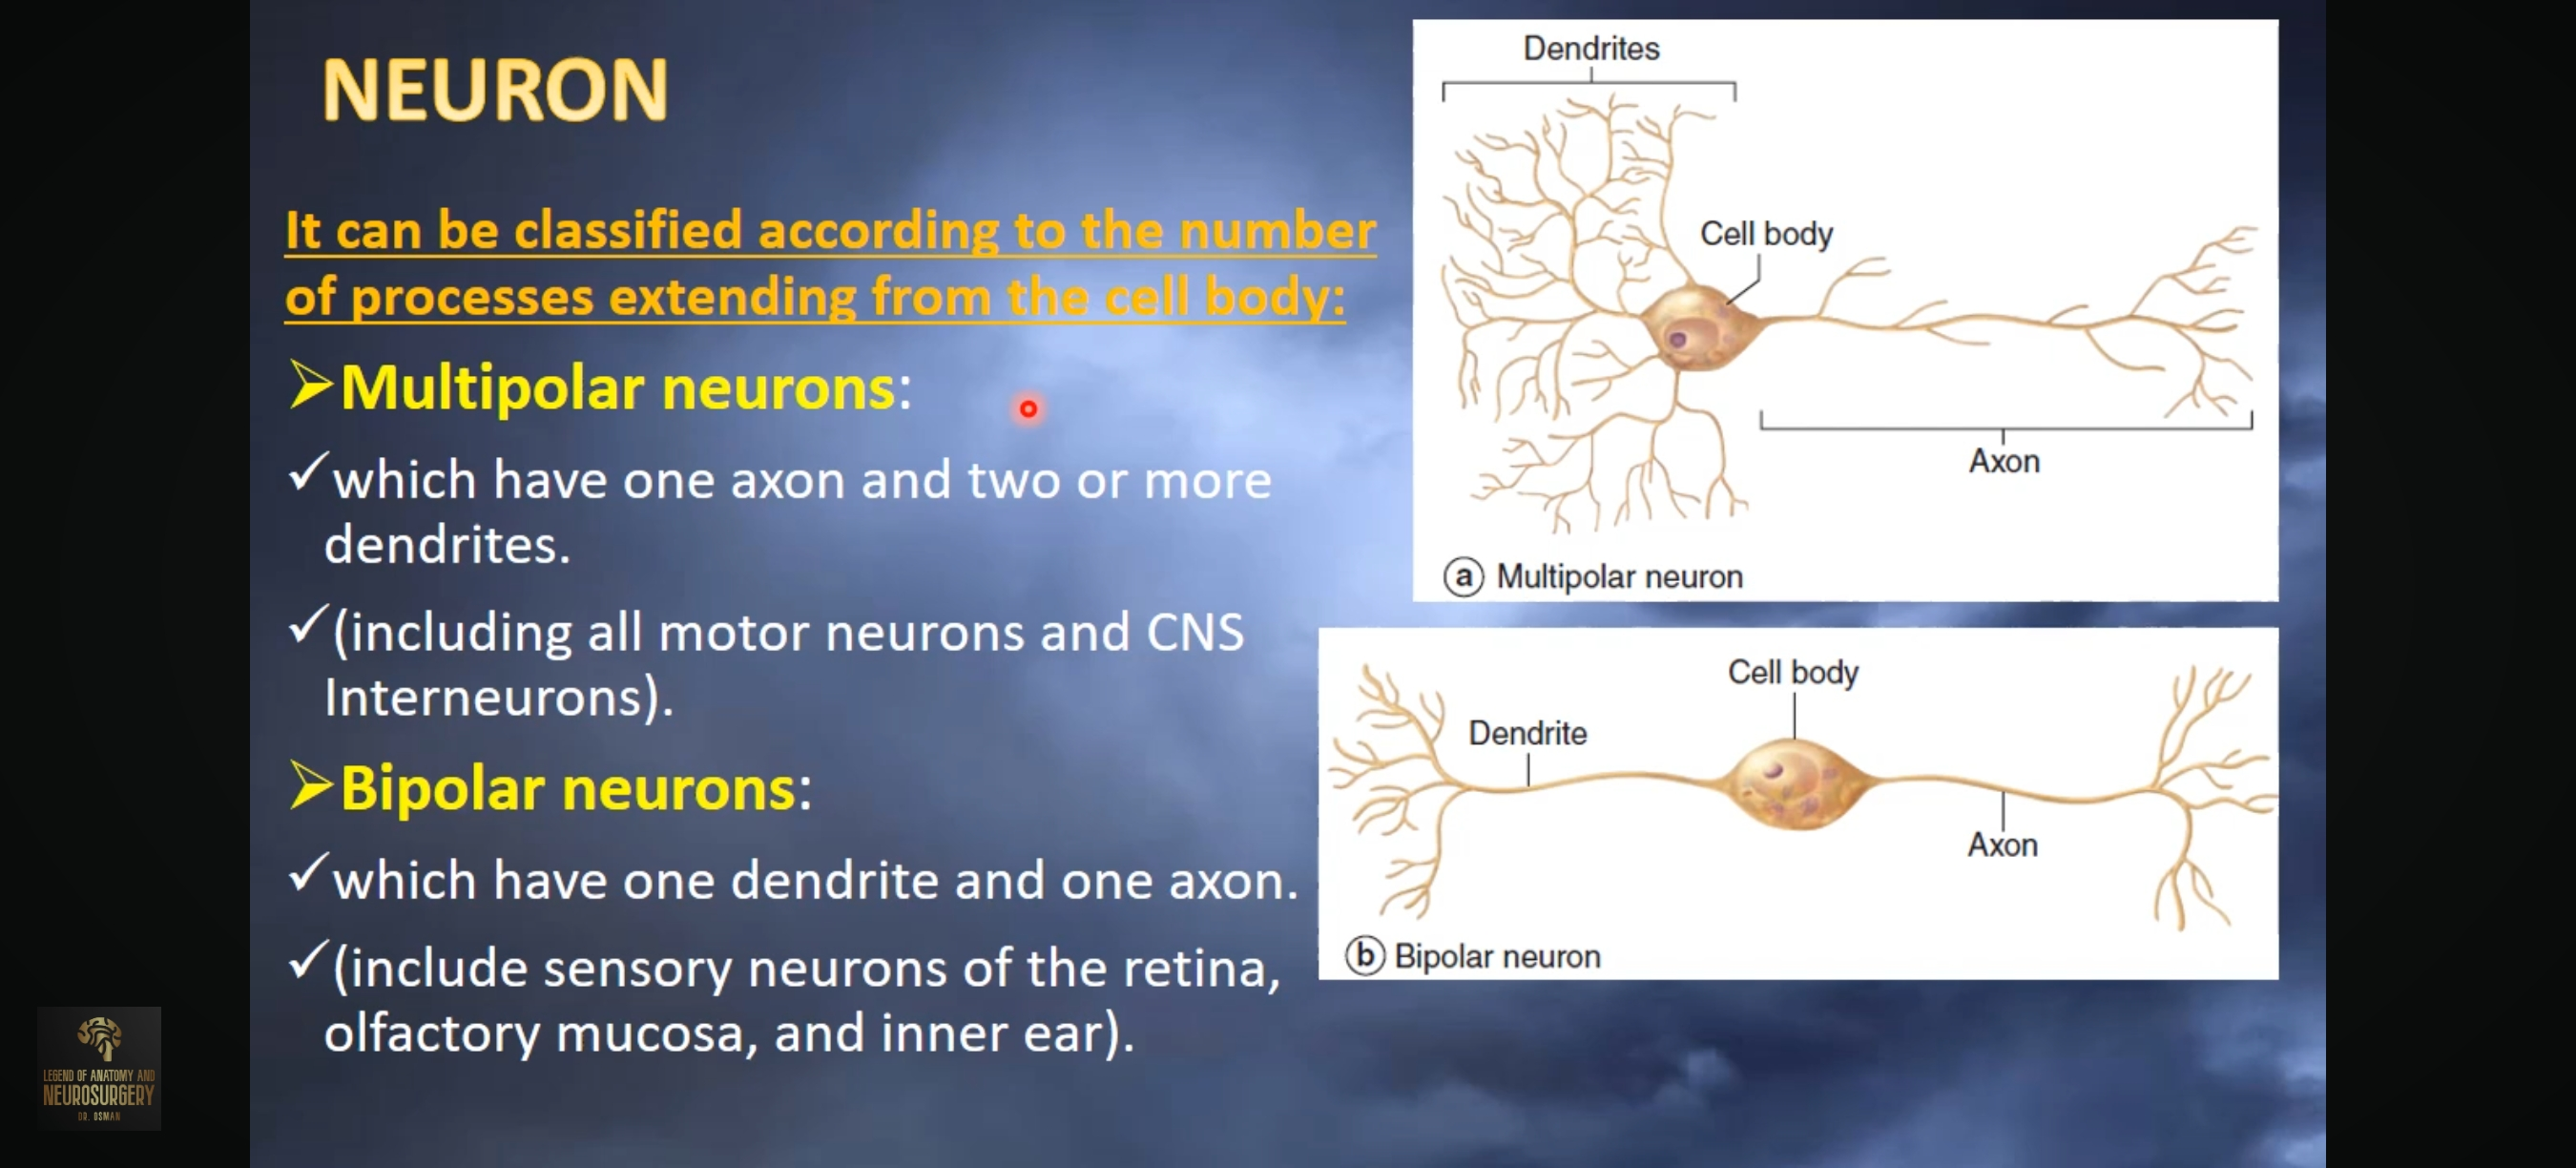 NEURON
It can be classified according to the number
of processes extending from the cell body:
➢Multipolar neurons:
✓which have one axon and two or more
dendrites.
✓(including all motor neurons and CNS
Interneurons).
➢Bipolar neurons:
✓which have one dendrite and one axon.
✓(include sensory neurons of the retina,
olfactory mucosa, and inner ear).
Dendrites
Cell body
Axon
a Multipolar neuron
Cell body
Dendrite
Axon
b Bipolar neuron
LEGEND OF ANATOMY AND
NEUROSURGERY
DR. OSMAN